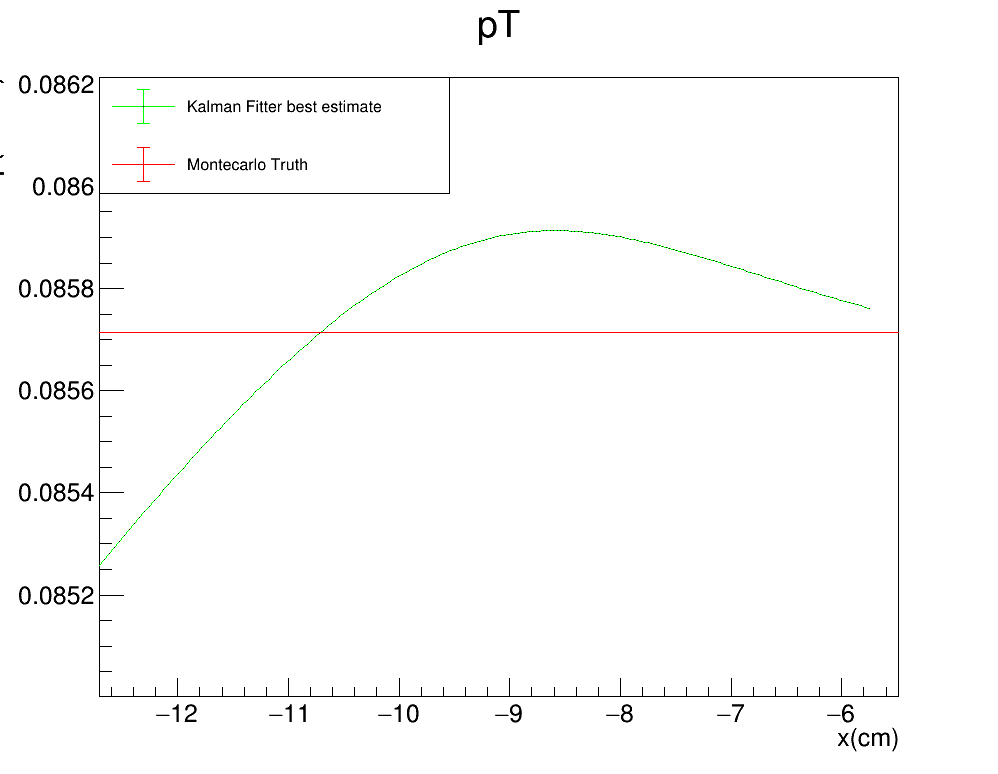 pT
0.0862
Kalman Fitter best estimate
Montecarlo Truth
0.086
0.0858
0.0856
0.0854
0.0852
−12 −11 −10 −9 −8 −7 −6
x(cm)